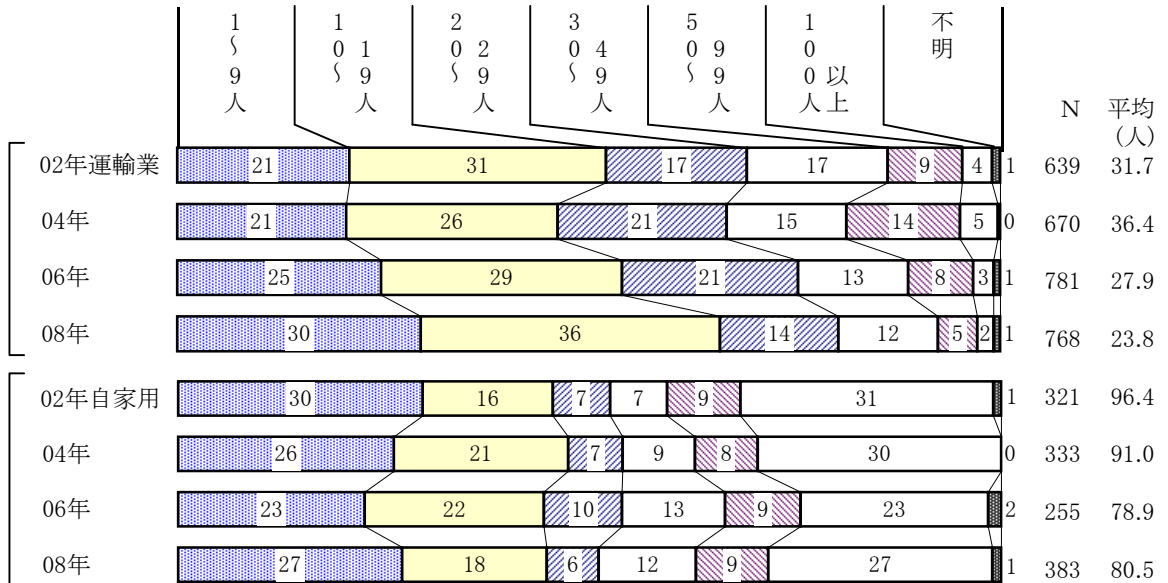 1～9人
10～19人
20～29人
30～49人
50～99人
100人以上
不明
N 平均（人）
02年運輸業 21 31 17 17 9 4 1 639 31.7
04年 21 26 21 15 14 5 0 670 36.4
06年 25 29 21 13 8 3 1 781 27.9
08年 30 36 14 12 5 2 1 768 23.8
02年自家用 30 16 7 7 9 31 1 321 96.4
04年 26 21 7 9 8 30 0 333 91.0
06年 23 22 10 13 9 23 2 255 78.9
08年 27 18 6 12 9 27 1 383 80.5